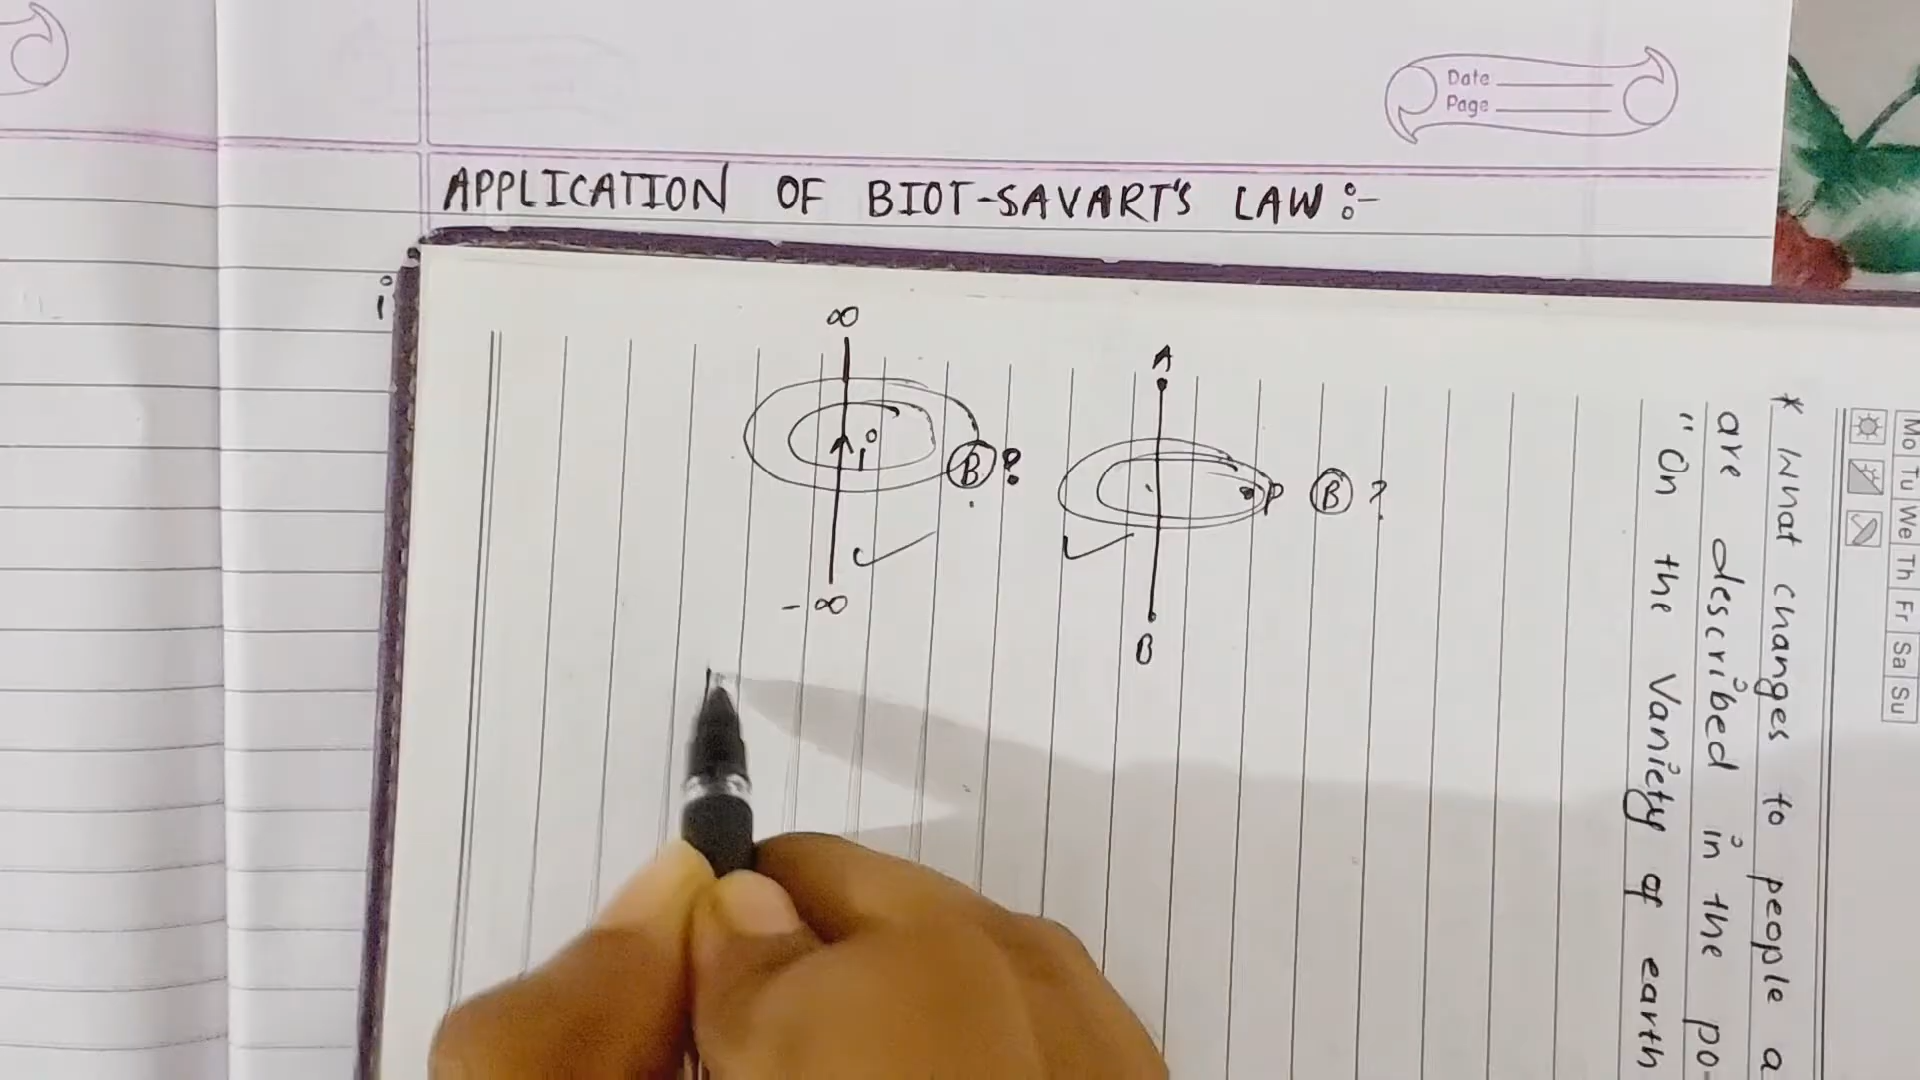 Date
Page
APPLICATION OF BIOT-SAVART'S LAW :-
i
∞
i
B ?
- ∞
A
P
B ?
B
* What changes to people a
are described in the po-
"On the Vaniety of earth
Mo Tu We Th Fr Sa Su